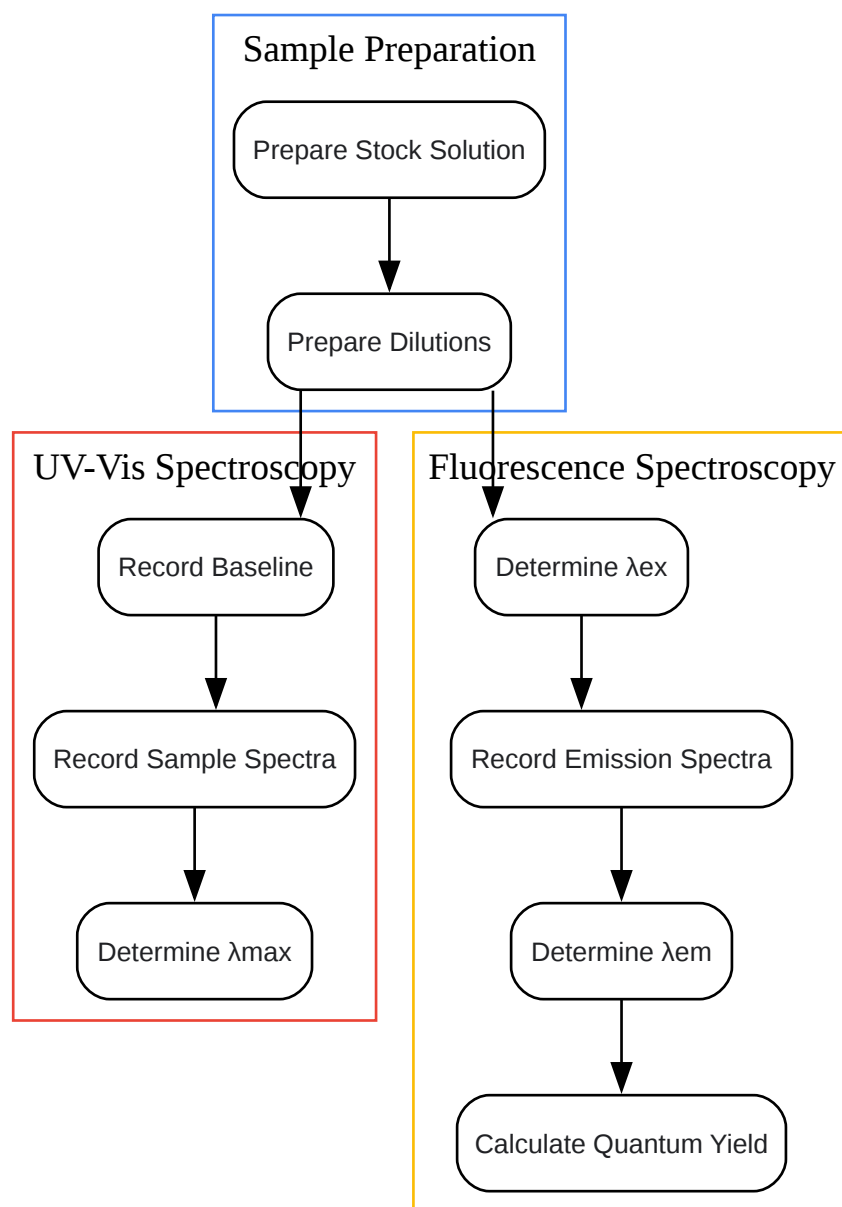 Sample Preparation
Prepare Stock Solution
Prepare Dilutions
UV-Vis Spectroscopy
Record Baseline
Record Sample Spectra
Determine λmax
Fluorescence Spectroscopy
Determine λex
Record Emission Spectra
Determine λem
Calculate Quantum Yield